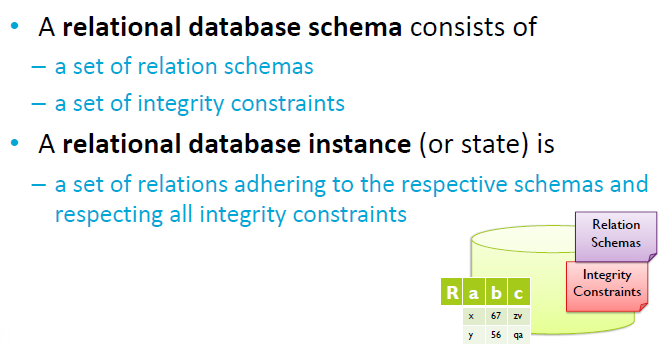 • A relational database schema consists of
– a set of relation schemas
– a set of integrity constraints
• A relational database instance (or state) is
– a set of relations adhering to the respective schemas and
respecting all integrity constraints
Relation
Schemas
Integrity
Constraints
R a b c
x 67 zv
y 56 qa